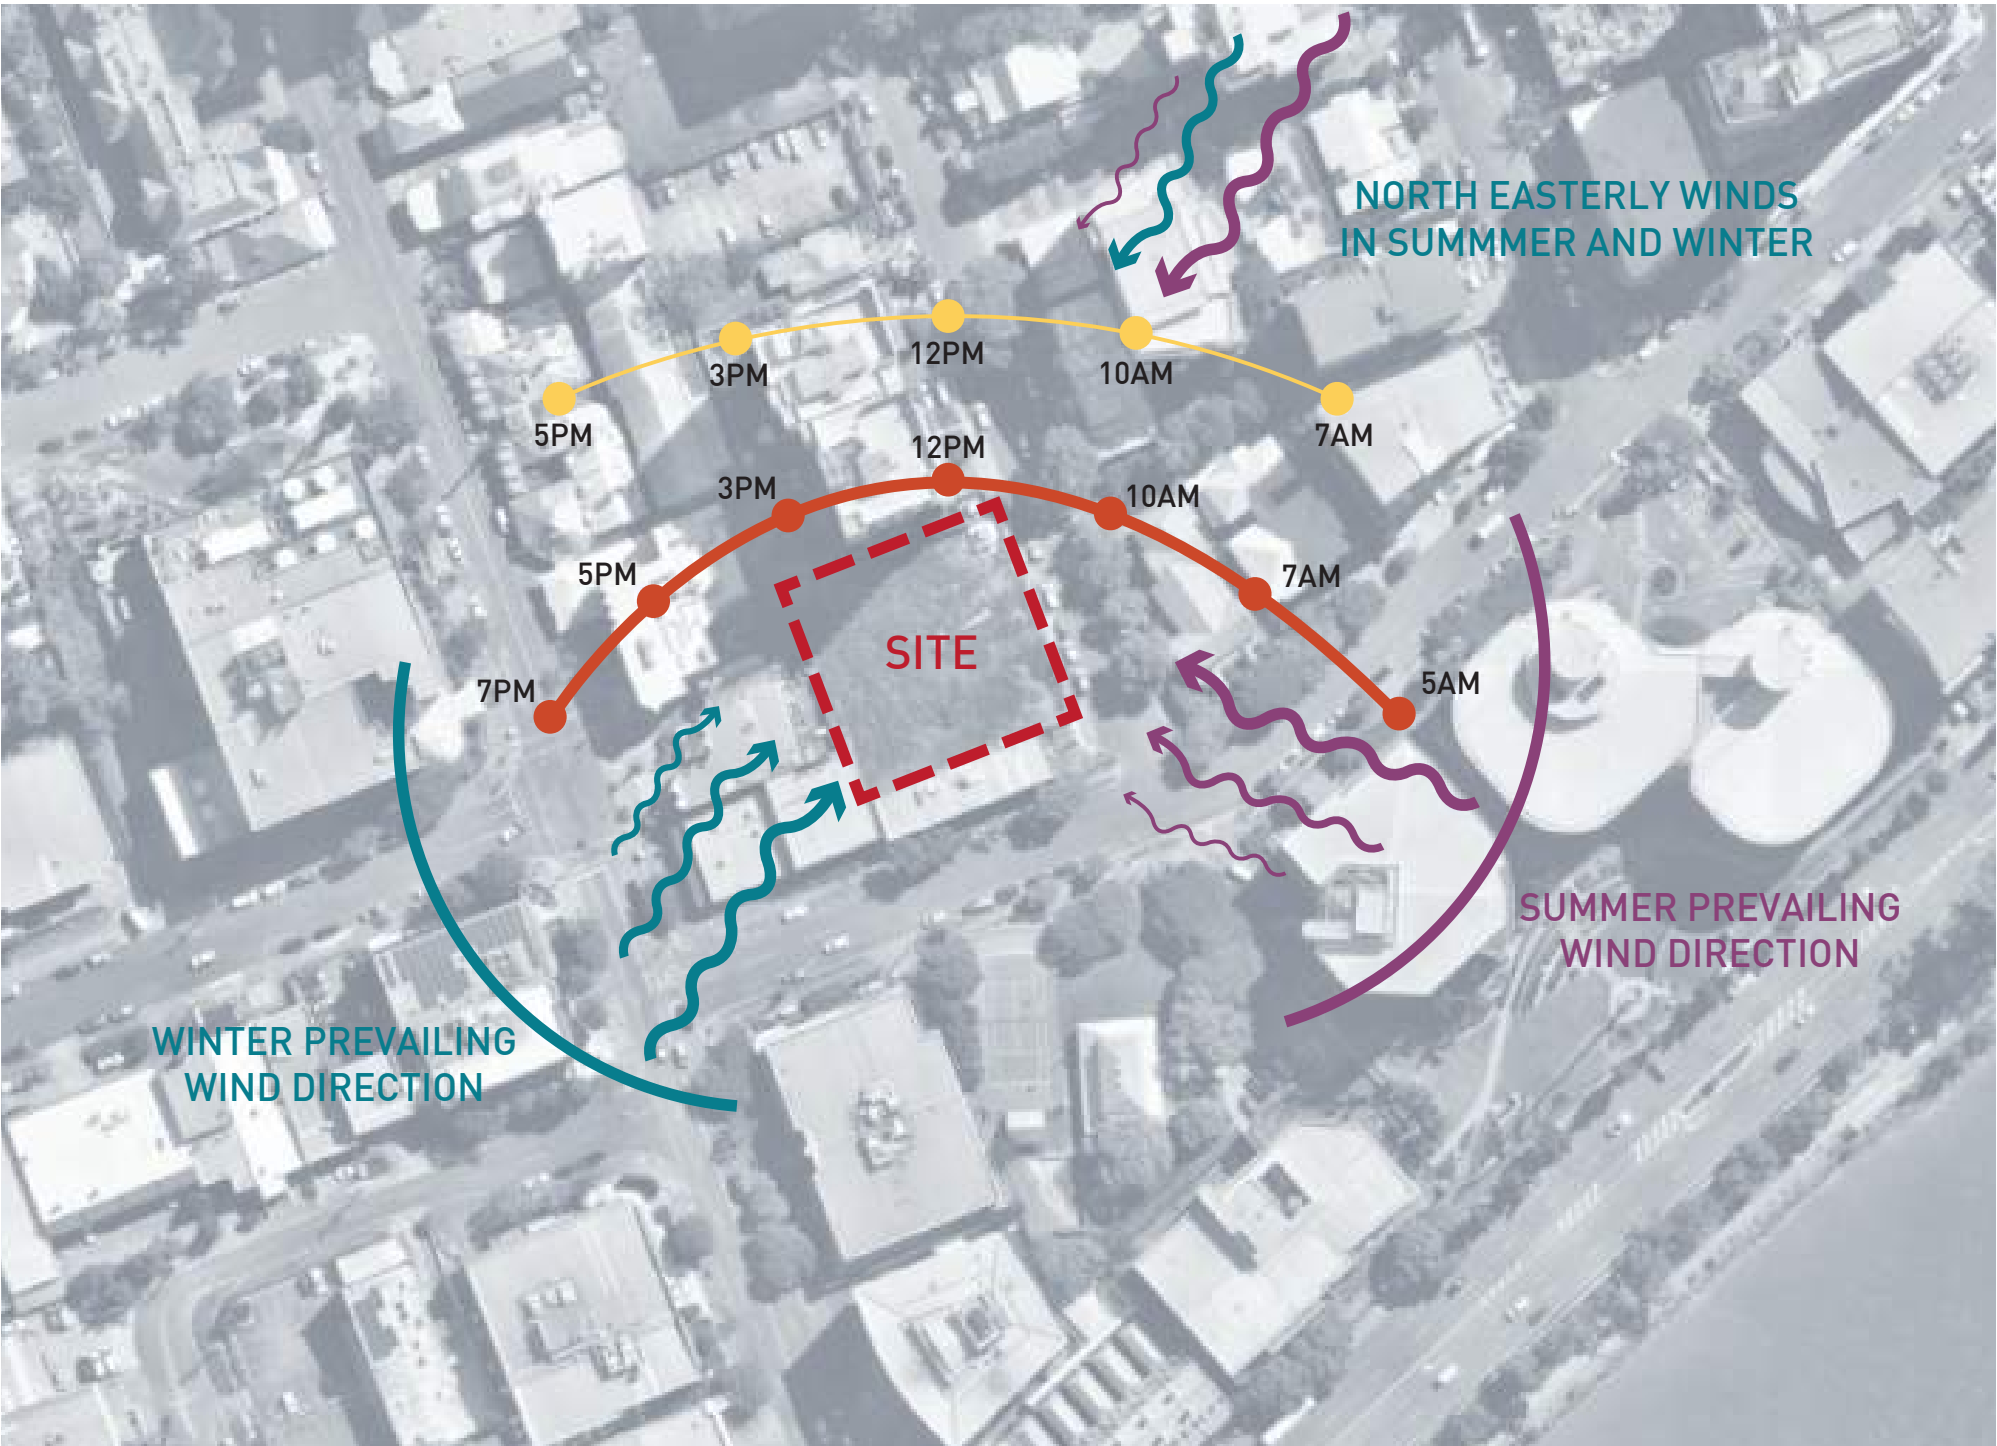 NORTH EASTERLY WINDS
IN SUMMMER AND WINTER
12PM
3PM
10AM
5PM
7AM
12PM
3PM
10AM
5PM
7AM
SITE
7PM
5AM
SUMMER PREVAILING
WIND DIRECTION
WINTER PREVAILING
WIND DIRECTION